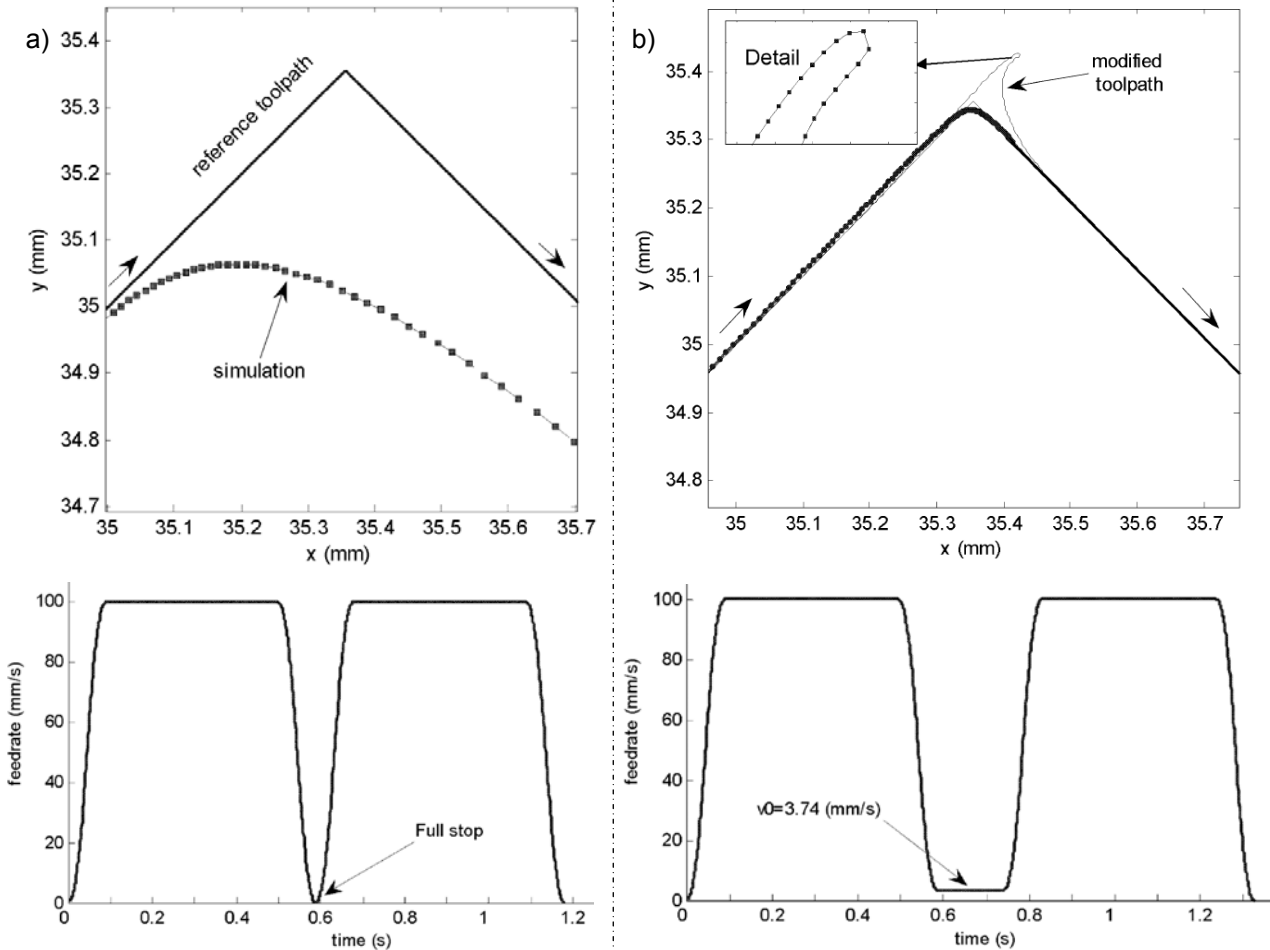 a)
35.4
35.3
35.2
35.1
35
34.9
34.8
34.7
y (mm)
reference toolpath
simulation
35 35.1 35.2 35.3 35.4 35.5 35.6 35.7
x (mm)
100
80
60
40
20
0
feedrate (mm/s)
Full stop
0 0.2 0.4 0.6 0.8 1 1.2
time (s)
b)
35.4
35.3
35.2
35.1
35
34.9
34.8
y (mm)
Detail
modified
toolpath
35 35.1 35.2 35.3 35.4 35.5 35.6 35.7
x (mm)
100
80
60
40
20
0
feedrate (mm/s)
v0=3.74 (mm/s)
0 0.2 0.4 0.6 0.8 1 1.2
time (s)